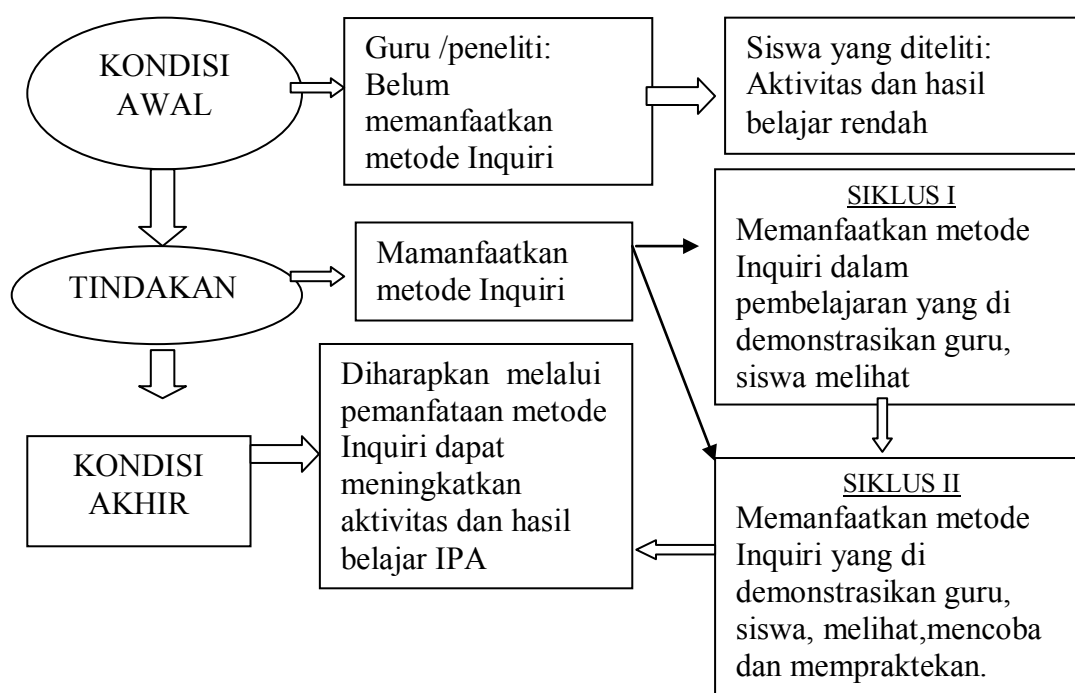 KONDISI
AWAL
Guru /peneliti:
Belum
memanfaatkan
metode Inquiri
Siswa yang diteliti:
Aktivitas dan hasil
belajar rendah
TINDAKAN
Mamanfaatkan
metode Inquiri
SIKLUS I
Memanfaatkan metode
Inquiri dalam
pembelajaran yang di
demonstrasikan guru,
siswa melihat
KONDISI
AKHIR
Diharapkan melalui
pemanfataan metode
Inquiri dapat
meningkatkan
aktivitas dan hasil
belajar IPA
SIKLUS II
Memanfaatkan metode
Inquiri yang di
demonstrasikan guru,
siswa, melihat,mencoba
dan mempraktekan.